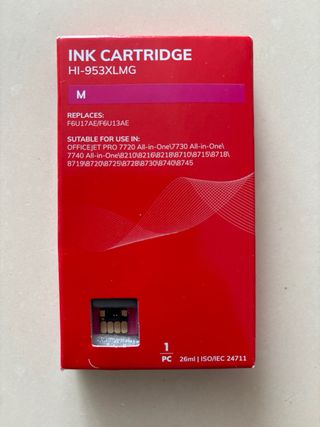 INK CARTRIDGE
HI-953XLMG
M
REPLACES:
F6U17AE/F6U13AE
SUITABLE FOR USE IN:
OFFICEJET PRO 7720 All-in-One\7730 All-in-One\
7740 All-in-One\8210\8216\8218\8710\8715\8718\
8719\8720\8725\8728\8730\8740\8745
1
PC
26ml | ISO/IEC 24711